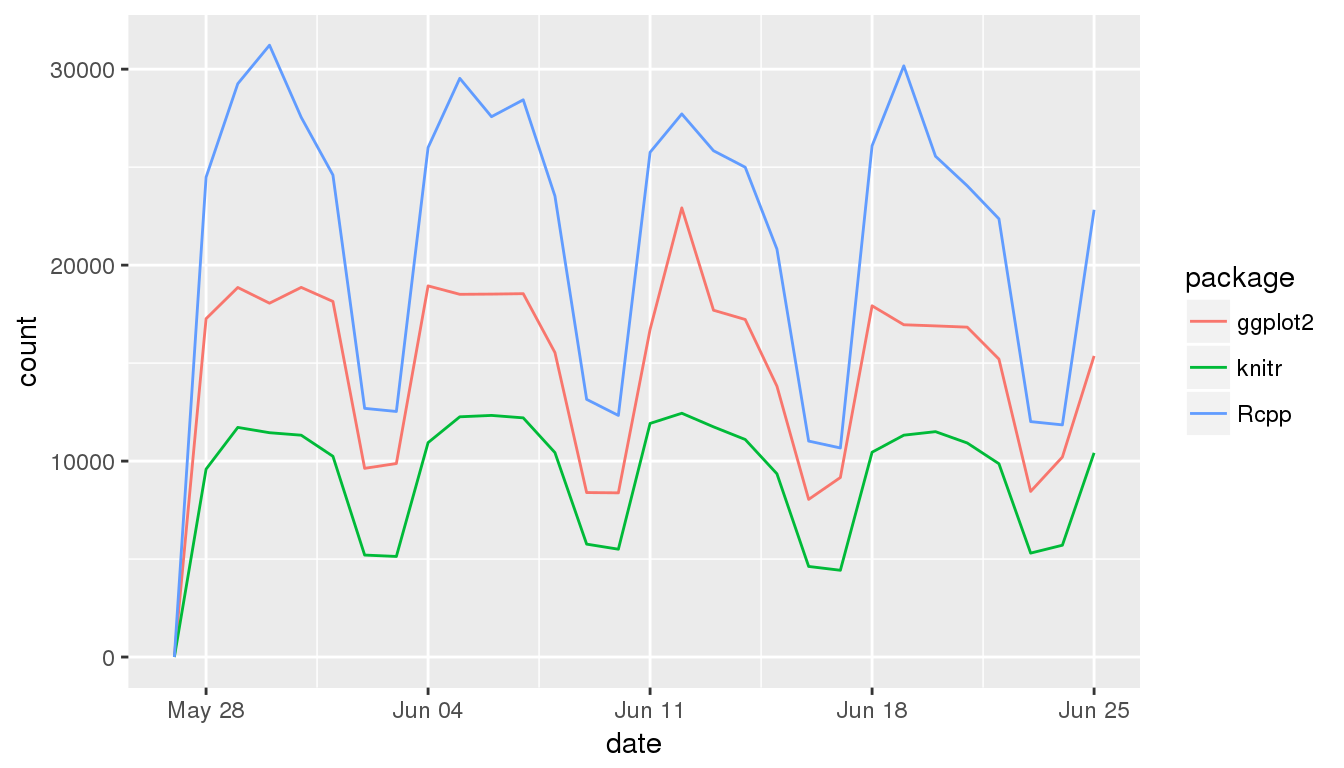 30000
20000
10000
0
count
May 28
Jun 04
Jun 11
Jun 18
Jun 25
date
package
ggplot2
knitr
Rcpp